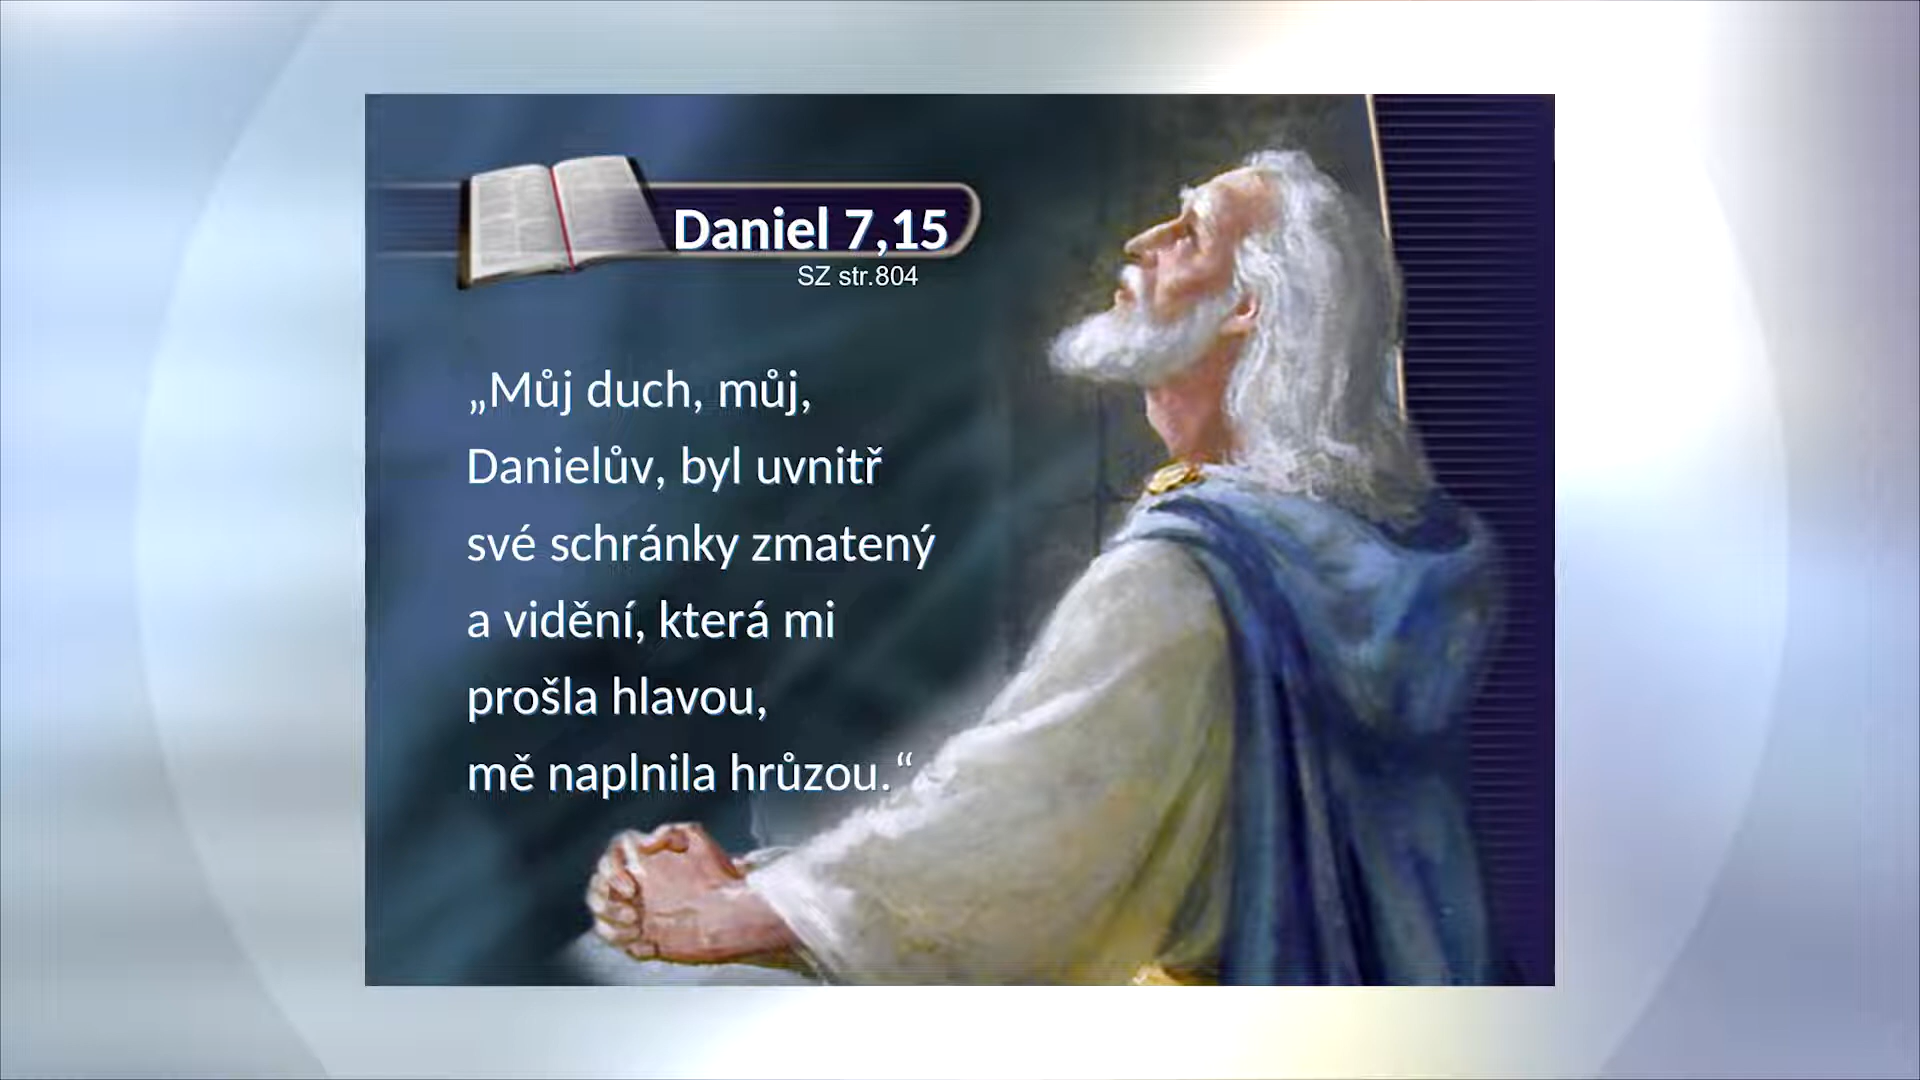 Daniel 7,15
SZ str.804
„Můj duch, můj,
Danielův, byl uvnitř
své schránky zmatený
a vidění, která mi
prošla hlavou,
mě naplnila hrůzou.“